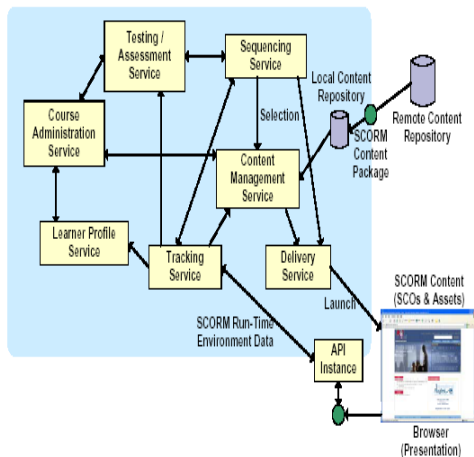 Testing /
Assessment
Service
Sequencing
Service
Local Content
Repository
Remote Content
Repository
Selection
SCORM
Content
Package
Course
Administration
Service
Content
Management
Service
Learner Profile
Service
Tracking
Service
Delivery
Service
SCORM Content
(SCOs & Assets)
Launch
SCORM Run-Time
Environment Data
API
Instance
Browser
(Presentation)